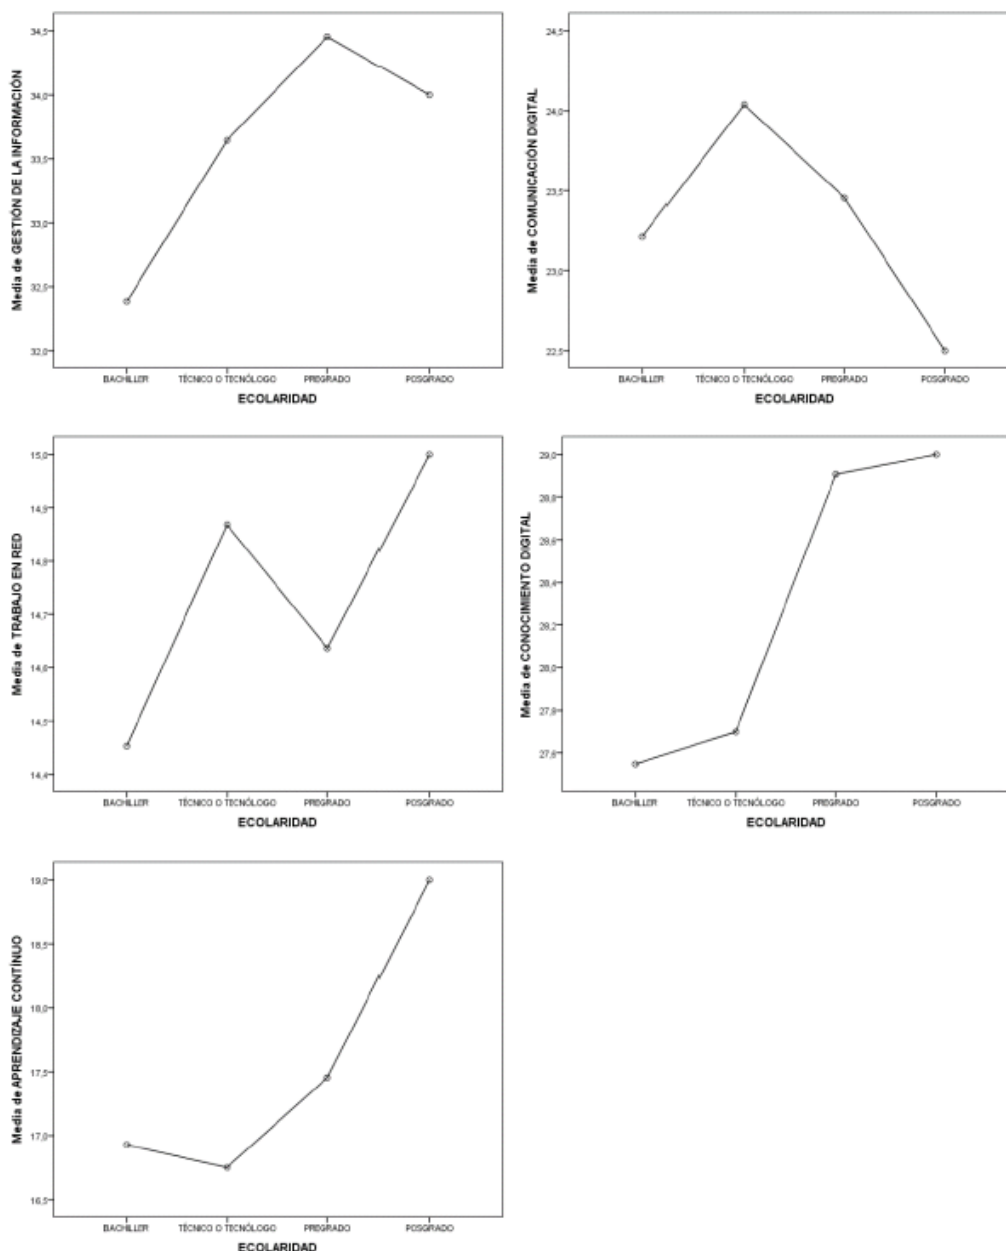 Media de GESTIÓN DE LA INFORMACIÓN
34,5
34,0
33,5
33,0
32,5
32,0
BACHILLER TÉCNICO O TECNÓLOGO PREGRADO POSGRADO
ECOLARIDAD
Media de COMUNICACIÓN DIGITAL
24,5
24,0
23,5
23,0
22,5
BACHILLER TÉCNICO O TECNÓLOGO PREGRADO POSGRADO
ECOLARIDAD
Media de TRABAJO EN RED
15,0
14,9
14,8
14,7
14,6
14,5
14,4
BACHILLER TÉCNICO O TECNÓLOGO PREGRADO POSGRADO
ECOLARIDAD
Media de CONOCIMIENTO DIGITAL
29,0
28,8
28,6
28,4
28,2
28,0
27,8
27,6
BACHILLER TÉCNICO O TECNÓLOGO PREGRADO POSGRADO
ECOLARIDAD
Media de APRENDIZAJE CONTÍNUO
19,0
18,5
18,0
17,5
17,0
16,5
BACHILLER TÉCNICO O TECNÓLOGO PREGRADO POSGRADO
ECOLARIDAD